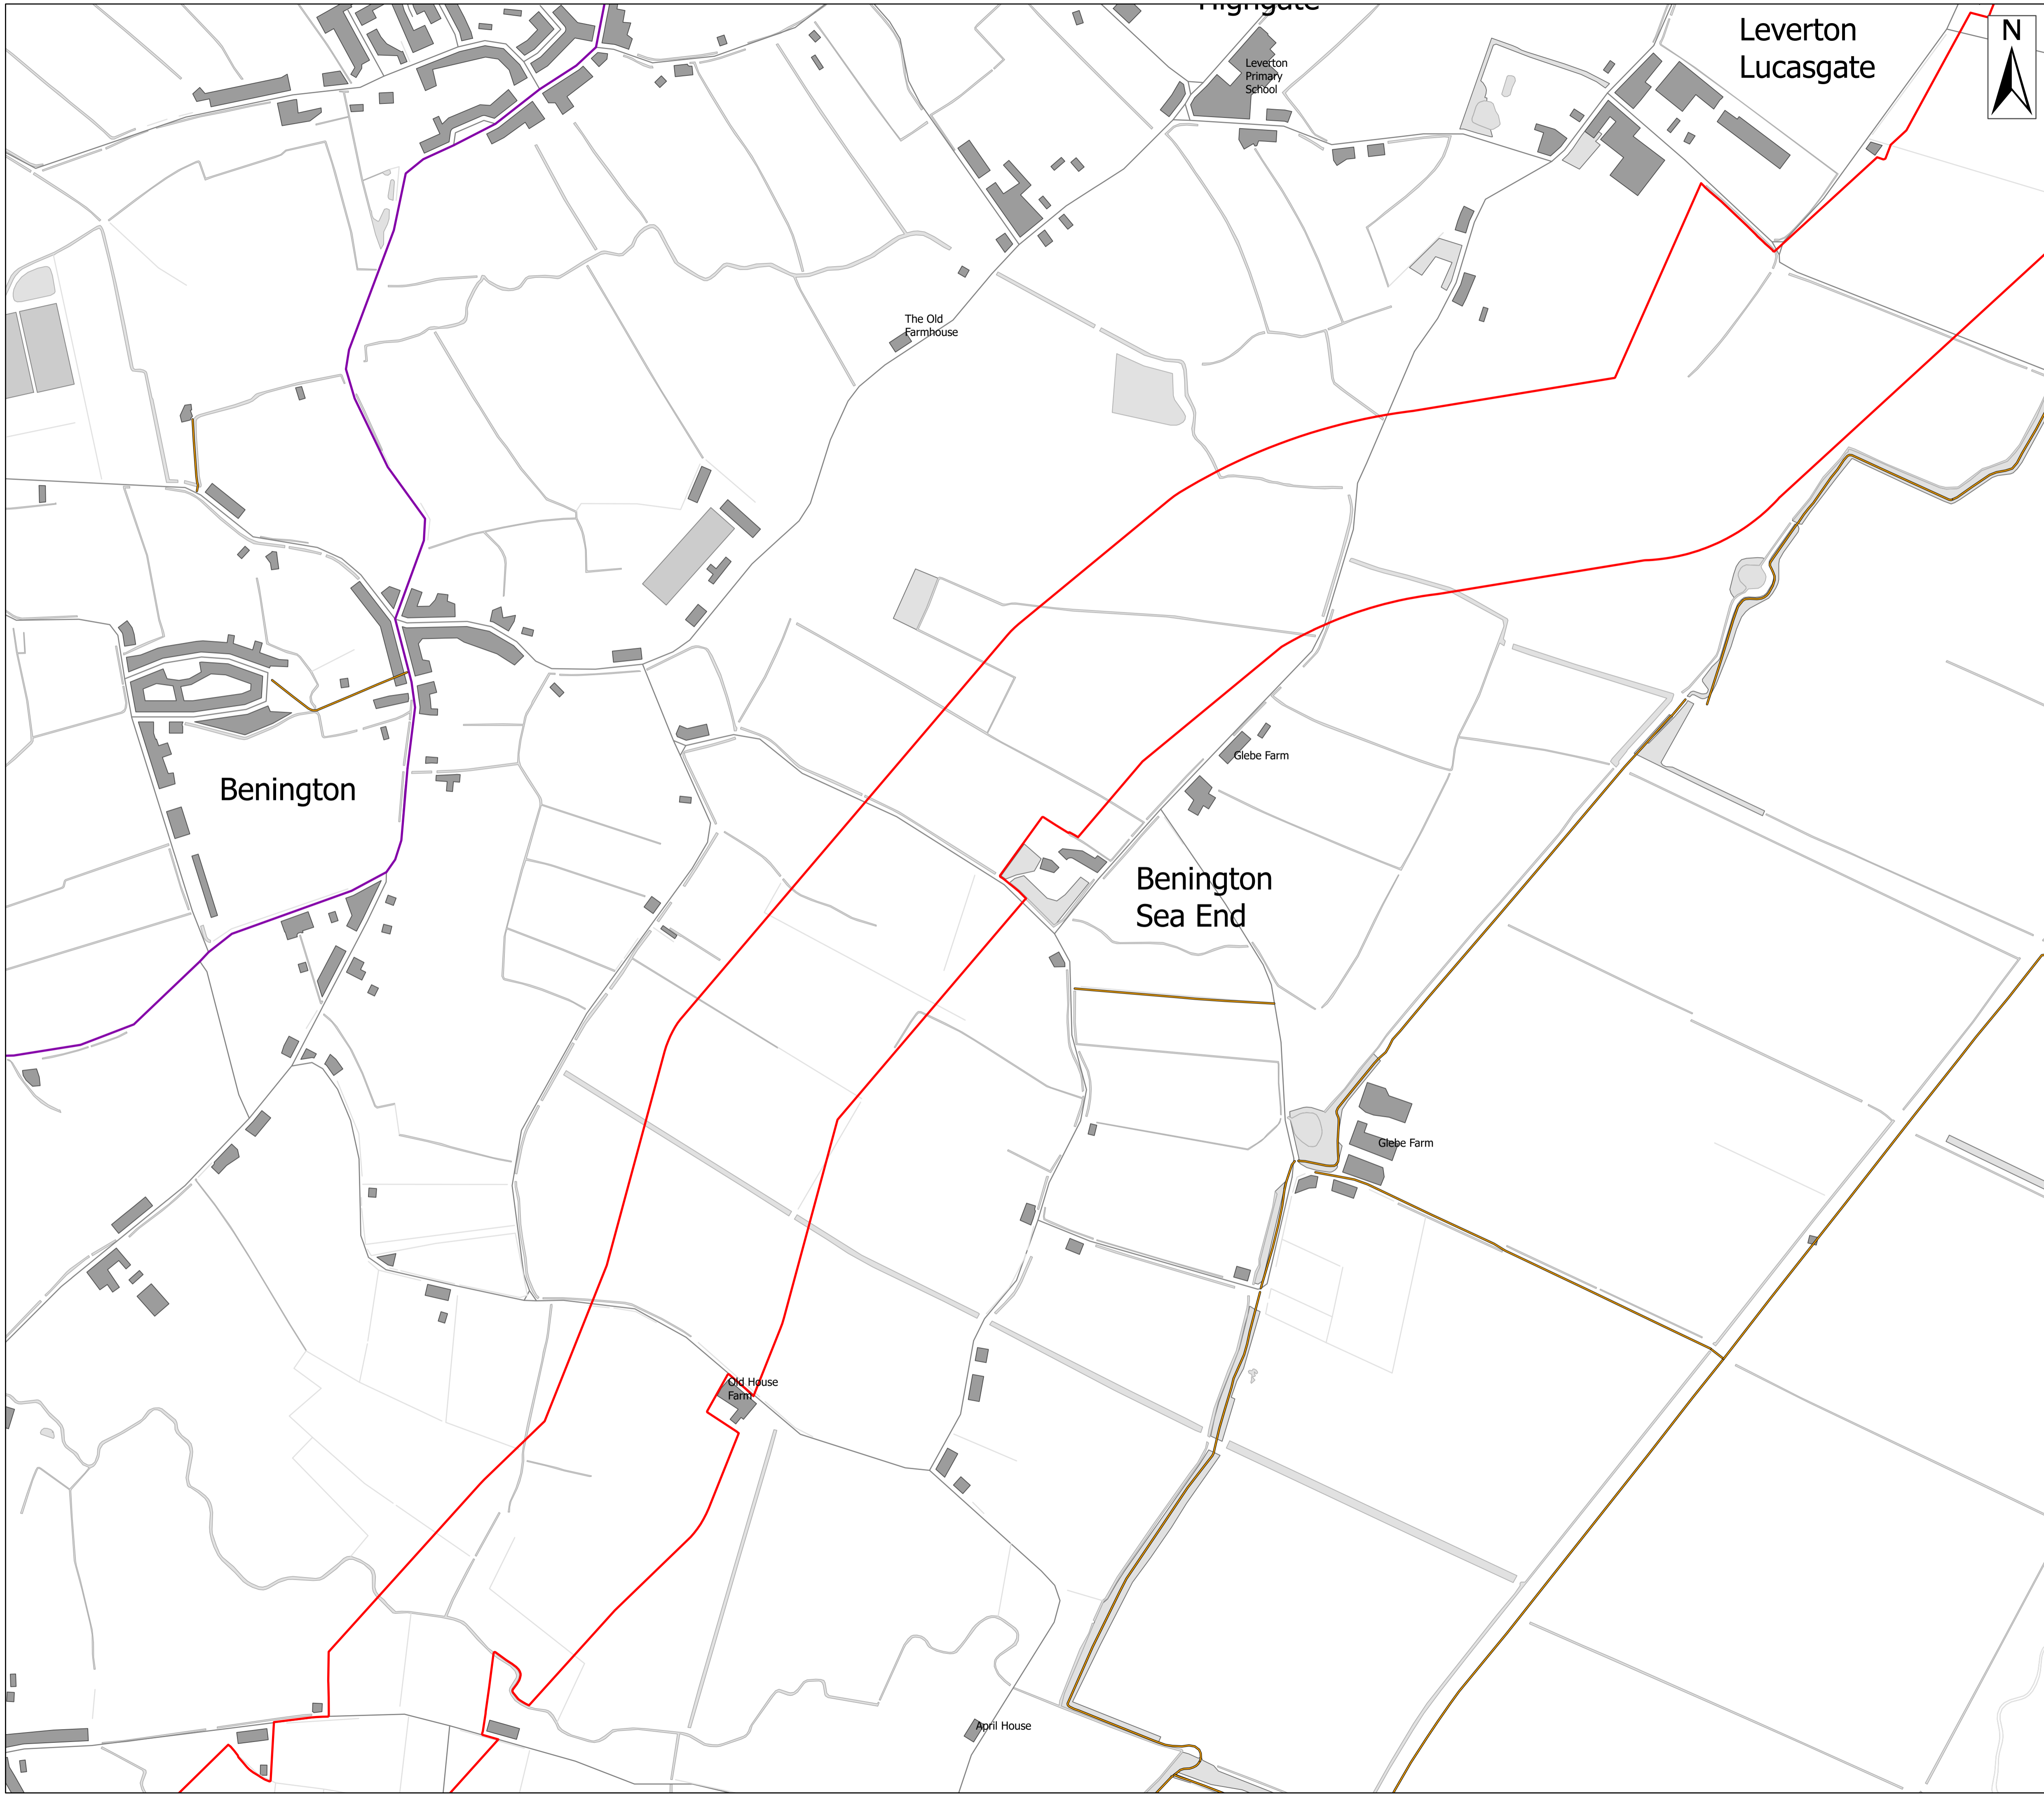 Highgate
Leverton
Lucasgate
N
Leverton
Primary
School
The Old
Farmhouse
Glebe Farm
Benington
Benington
Sea End
Glebe Farm
Old House
Farm
April House